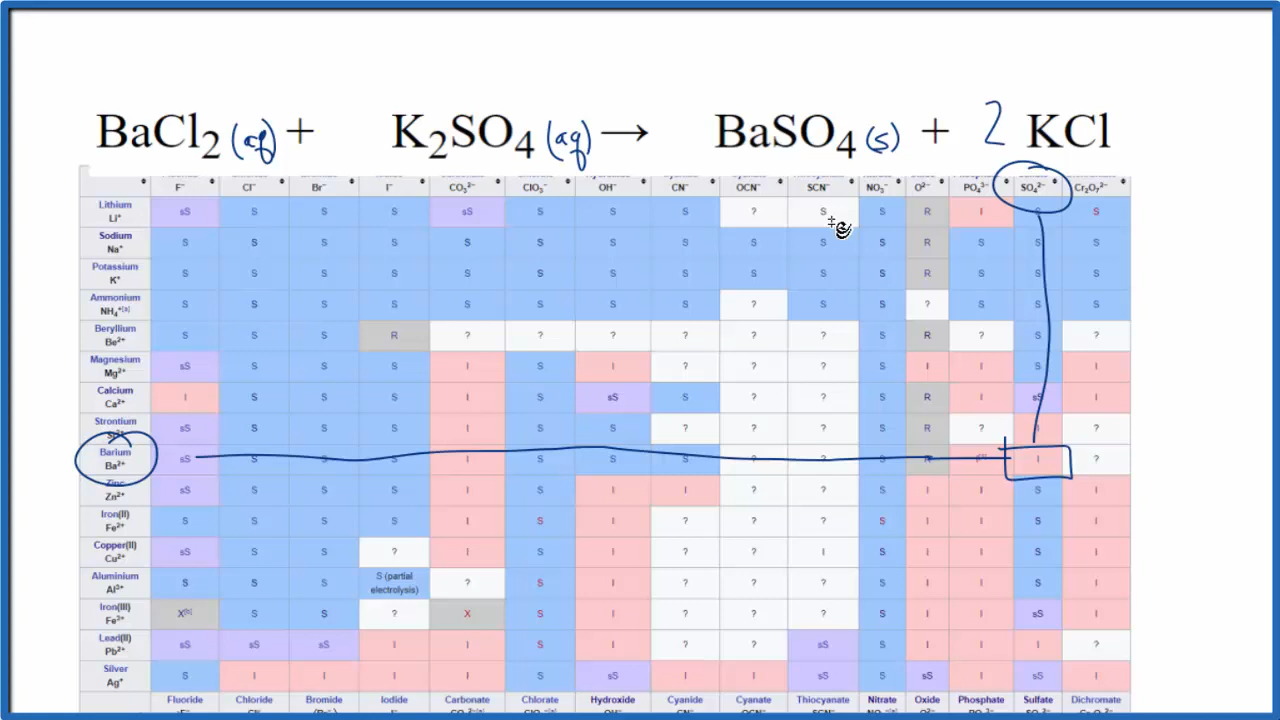 BaCl₂ (aq) + K₂SO₄ (aq) → BaSO₄ (s) + 2 KCl
F⁻ Cl⁻ Br⁻ I⁻ CO₃²⁻ ClO₃⁻ OH⁻ CN⁻ OCN⁻ SCN⁻ NO₃⁻ O²⁻ PO₄³⁻ SO₄²⁻ Cr₂O₇²⁻
Lithium
Li⁺ sS S S S sS S S S ? S S R I S S
Sodium
Na⁺ S S S S S S S S S S S R S S S
Potassium
K⁺ S S S S S S S S S S S R S S S
Ammonium
NH₄⁺[a] S S S S S S S S ? S S ? S S S
Beryllium
Be²⁺ S S S R ? ? ? ? ? ? S R ? S ?
Magnesium
Mg²⁺ sS S S S I S I ? ? ? S I I S I
Calcium
Ca²⁺ I S S S I S sS S ? ? S R I sS I
Strontium
sS S S S I S S ? ? ? S R ? I I
Barium
Ba²⁺ sS S S S I S S S ? ? S R I ?
Zinc
Zn²⁺ sS S S S I S I I ? ? S I I S I
Iron(II)
Fe²⁺ S S S S I S I ? ? ? S I I S I
Copper(II)
Cu²⁺ sS S S ? I S I ? ? I S I I S I
Aluminium
Al³⁺ S S S S (partial electrolysis) ? S I ? ? ? S I I S I
Iron(III)
Fe³⁺ X[b] S S ? X S I ? ? ? S I I sS I
Lead(II)
Pb²⁺ sS sS sS I I S I ? ? sS S I I I ?
Silver
Ag⁺ S I I I I S sS I I sS S sS I sS I
Fluoride Chloride Bromide Iodide Carbonate Chlorate Hydroxide Cyanide Cyanate Thiocyanate Nitrate Oxide Phosphate Sulfate Dichromate